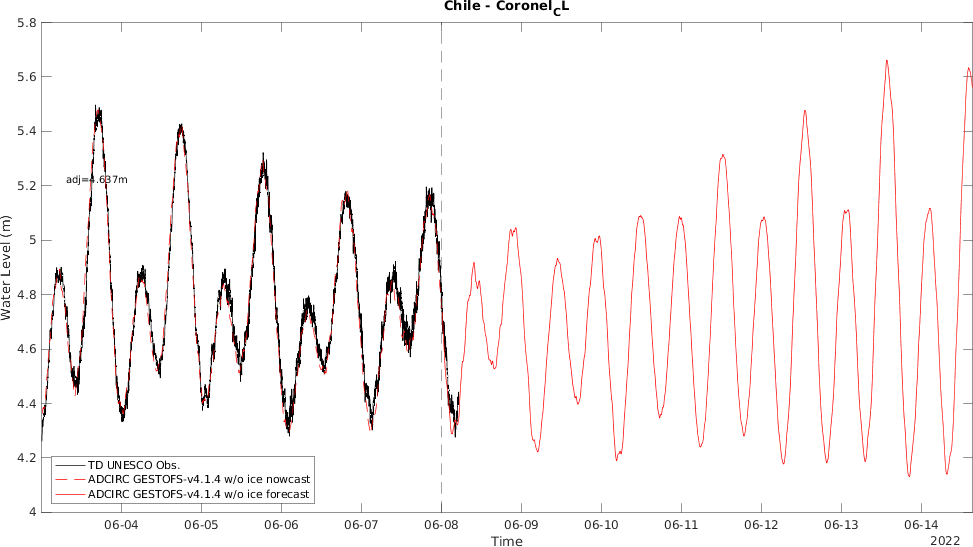 Chile - Coronel_CL
5.8
5.6
5.4
5.2
5
4.8
4.6
4.4
4.2
4
Water Level (m)
adj=4.637m
TD UNESCO Obs.
ADCIRC GESTOFS-v4.1.4 w/o ice nowcast
ADCIRC GESTOFS-v4.1.4 w/o ice forecast
06-04 06-05 06-06 06-07 06-08 06-09 06-10 06-11 06-12 06-13 06-14
Time
2022